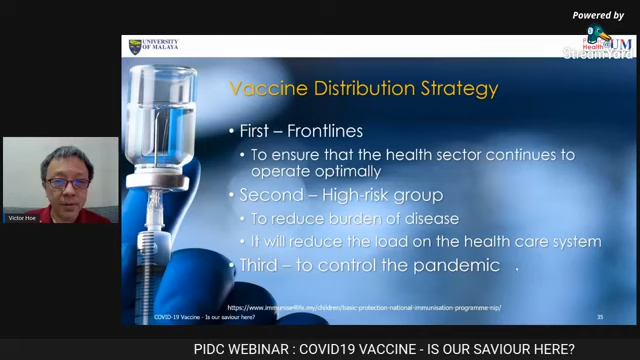 Powered by
StreamYard
UNIVERSITY
OF MALAYA
Health
UM
Vaccine Distribution Strategy
• First – Frontlines
• To ensure that the health sector continues to
operate optimally
• Second – High-risk group
• To reduce burden of disease
• It will reduce the load on the health care system
• Third – to control the pandemic
Victor Hoe
https://www.immunise4life.my/children/basic-protection-national-immunisation-programme-nip/
COVID-19 Vaccine - Is our saviour here?
35
PIDC WEBINAR : COVID19 VACCINE - IS OUR SAVIOUR HERE?